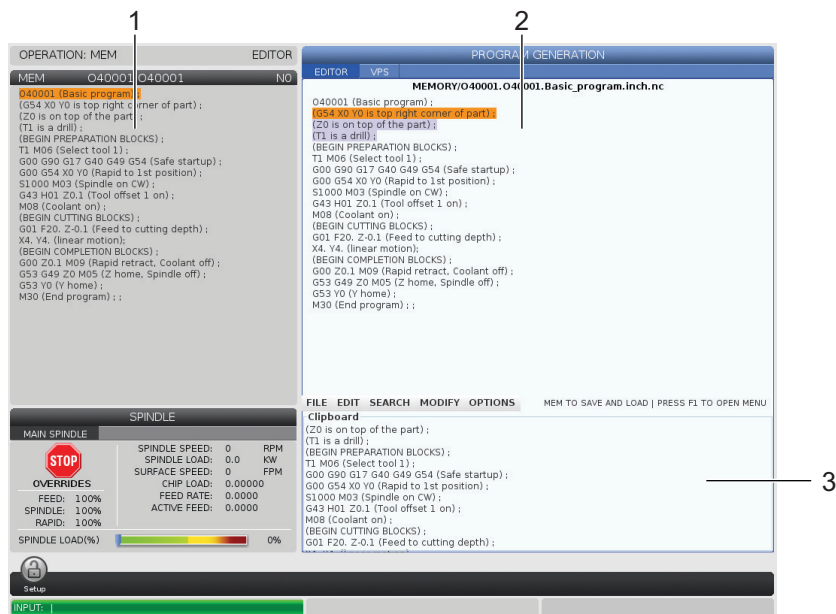 1
2
OPERATION: MEM EDITOR
MEM O40001 O40001 N0
O40001 (Basic program) ;
(G54 X0 Y0 is top right corner of part) ;
(Z0 is on top of the part) ;
(T1 is a drill) ;
(BEGIN PREPARATION BLOCKS) ;
T1 M06 (Select tool 1) ;
G00 G90 G17 G40 G49 G54 (Safe startup) ;
G00 G54 X0 Y0 (Rapid to 1st position) ;
S1000 M03 (Spindle on CW) ;
G43 H01 Z0.1 (Tool offset 1 on) ;
M08 (Coolant on) ;
(BEGIN CUTTING BLOCKS) ;
G01 F20. Z-0.1 (Feed to cutting depth) ;
X4. Y4. (linear motion);
(BEGIN COMPLETION BLOCKS) ;
G00 Z0.1 M09 (Rapid retract, Coolant off) ;
G53 G49 Z0 M05 (Z home, Spindle off) ;
G53 Y0 (Y home) ;
M30 (End program) ; ;
PROGRAM GENERATION
EDITOR VPS
MEMORY/O40001.O40001.Basic_program.inch.nc
O40001 (Basic program) ;
(G54 X0 Y0 is top right corner of part) ;
(Z0 is on top of the part) ;
(T1 is a drill) ;
(BEGIN PREPARATION BLOCKS) ;
T1 M06 (Select tool 1) ;
G00 G90 G17 G40 G49 G54 (Safe startup) ;
G00 G54 X0 Y0 (Rapid to 1st position) ;
S1000 M03 (Spindle on CW) ;
G43 H01 Z0.1 (Tool offset 1 on) ;
M08 (Coolant on) ;
(BEGIN CUTTING BLOCKS) ;
G01 F20. Z-0.1 (Feed to cutting depth) ;
X4. Y4. (linear motion);
(BEGIN COMPLETION BLOCKS) ;
G00 Z0.1 M09 (Rapid retract, Coolant off) ;
G53 G49 Z0 M05 (Z home, Spindle off) ;
G53 Y0 (Y home) ;
M30 (End program) ; ;
FILE EDIT SEARCH MODIFY OPTIONS MEM TO SAVE AND LOAD | PRESS F1 TO OPEN MENU
Clipboard
(Z0 is on top of the part) ;
(T1 is a drill) ;
(BEGIN PREPARATION BLOCKS) ;
T1 M06 (Select tool 1) ;
G00 G90 G17 G40 G49 G54 (Safe startup) ;
G00 G54 X0 Y0 (Rapid to 1st position) ;
S1000 M03 (Spindle on CW) ;
G43 H01 Z0.1 (Tool offset 1 on) ;
M08 (Coolant on) ;
(BEGIN CUTTING BLOCKS) ;
G01 F20. Z-0.1 (Feed to cutting depth) ;
3
SPINDLE
MAIN SPINDLE
STOP
OVERRIDES
FEED: 100%
SPINDLE: 100%
RAPID: 100%
SPINDLE SPEED: 0 RPM
SPINDLE LOAD: 0.0 KW
SURFACE SPEED: 0 FPM
CHIP LOAD: 0.00000
FEED RATE: 0.0000
ACTIVE FEED: 0.0000
SPINDLE LOAD(%) 0%
Setup
INPUT: |